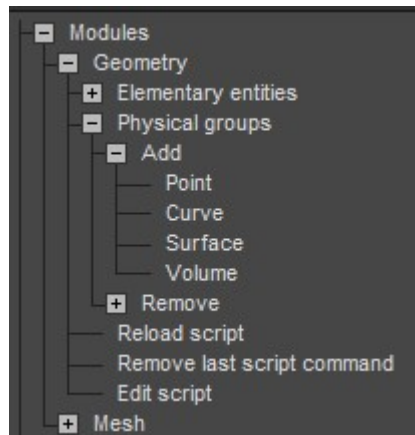 Modules
Geometry
Elementary entities
Physical groups
Add
Point
Curve
Surface
Volume
Remove
Reload script
Remove last script command
Edit script
Mesh